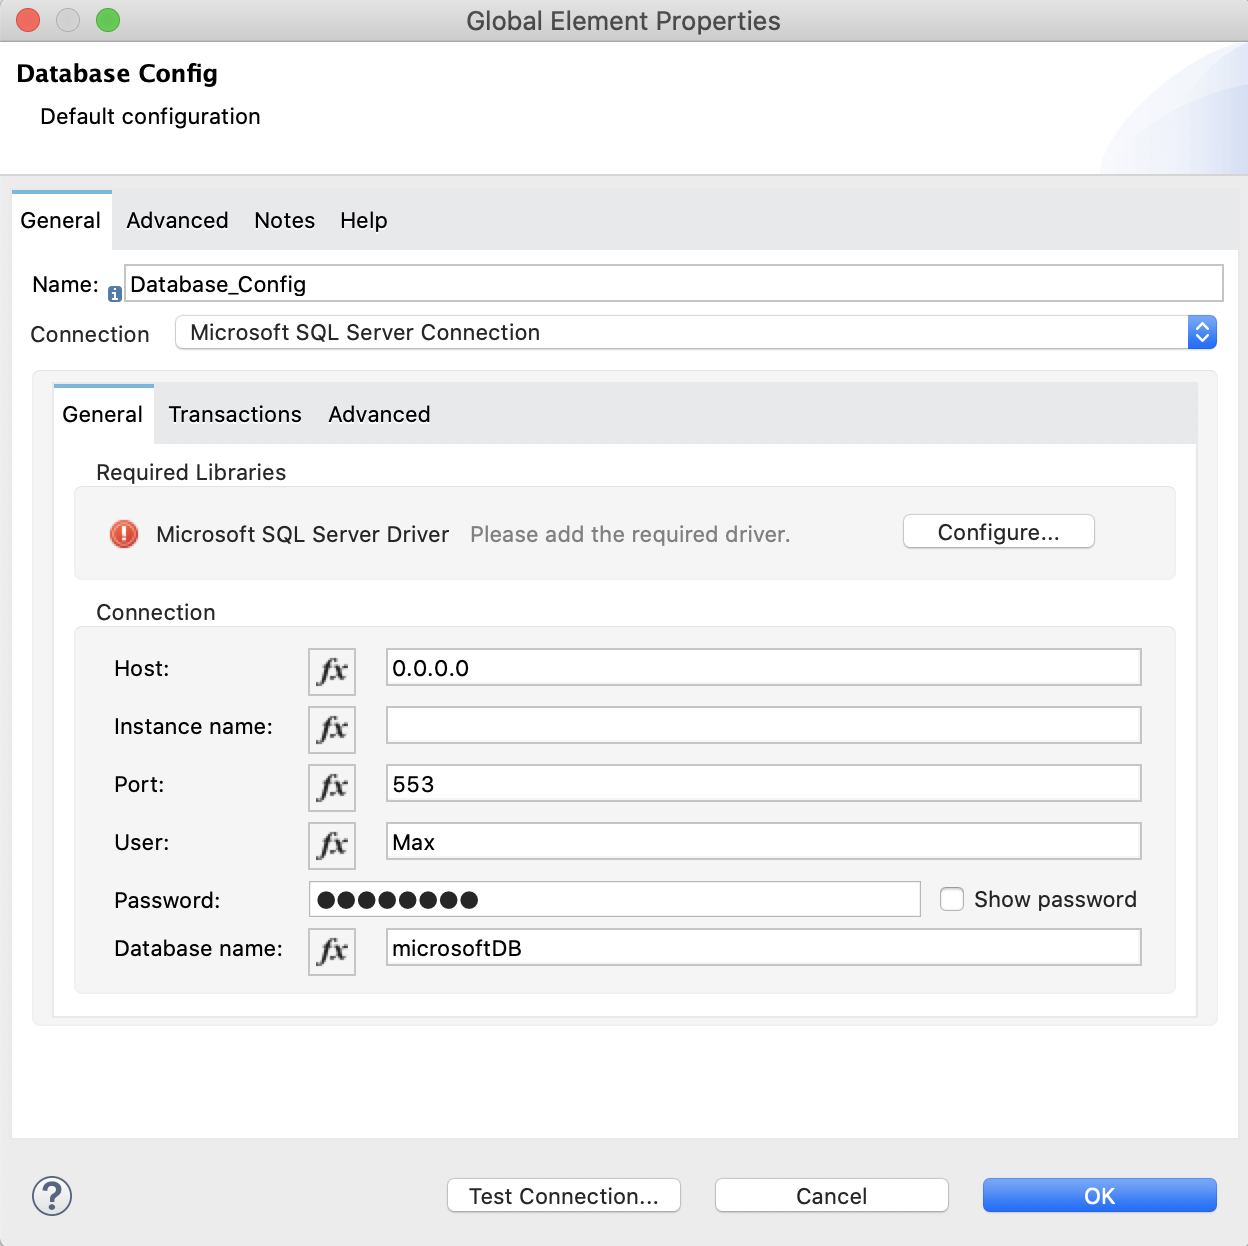 Global Element Properties
Database Config
Default configuration
General Advanced Notes Help
Name: Database_Config
Connection Microsoft SQL Server Connection
General Transactions Advanced
Required Libraries
Microsoft SQL Server Driver Please add the required driver. Configure...
Connection
Host: fx 0.0.0.0
Instance name: fx
Port: fx 553
User: fx Max
Password: ●●●●●●●● Show password
Database name: fx microsoftDB
? Test Connection... Cancel OK